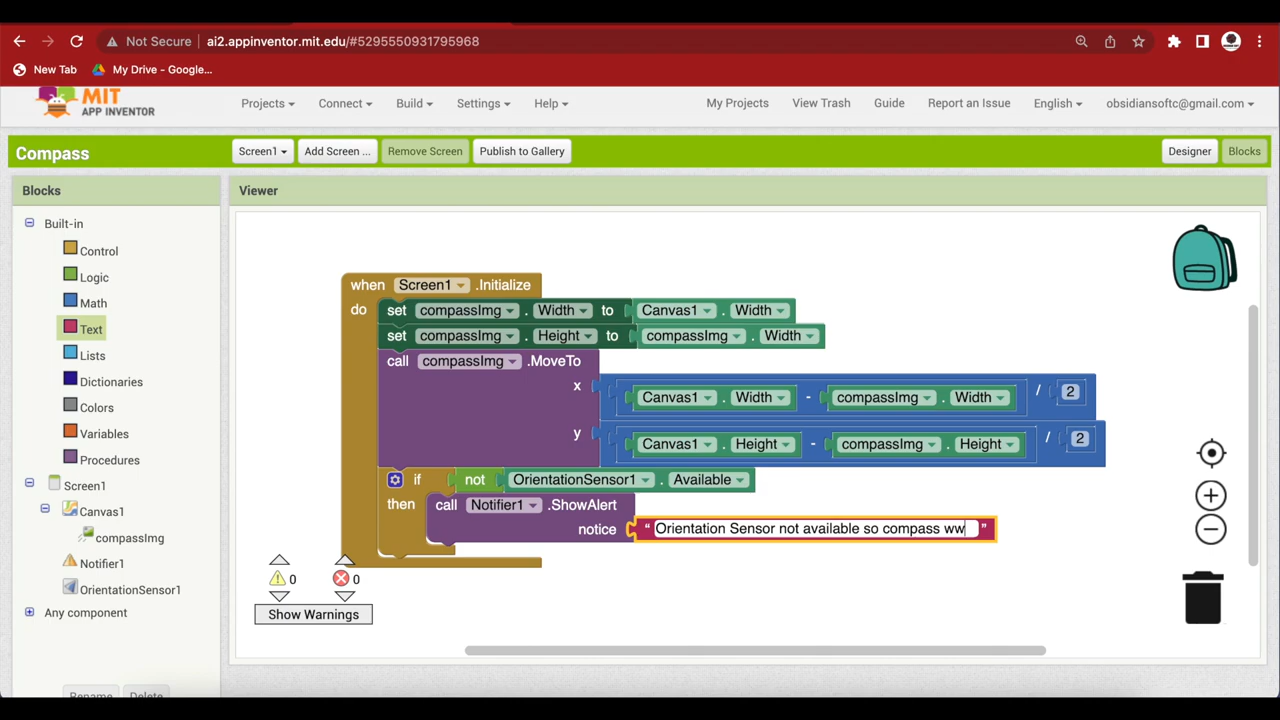 Not Secure ai2.appinventor.mit.edu/#5295550931795968
New Tab My Drive - Google...
MIT
APP INVENTOR
Projects Connect Build Settings Help My Projects View Trash Guide Report an Issue English obsidiansoftc@gmail.com
Compass Screen1 Add Screen ... Remove Screen Publish to Gallery Designer Blocks
Blocks Viewer
Built-in
Control
Logic
Math
Text
Lists
Dictionaries
Colors
Variables
Procedures
Screen1
Canvas1
compassImg
Notifier1
OrientationSensor1
Any component
Rename Delete
when Screen1 .Initialize
do set compassImg . Width to Canvas1 . Width
set compassImg . Height to compassImg . Width
call compassImg .MoveTo
x Canvas1 . Width - compassImg . Width / 2
y Canvas1 . Height - compassImg . Height / 2
if not OrientationSensor1 . Available
then call Notifier1 .ShowAlert
notice “ Orientation Sensor not available so compass ww ”
0 0
Show Warnings